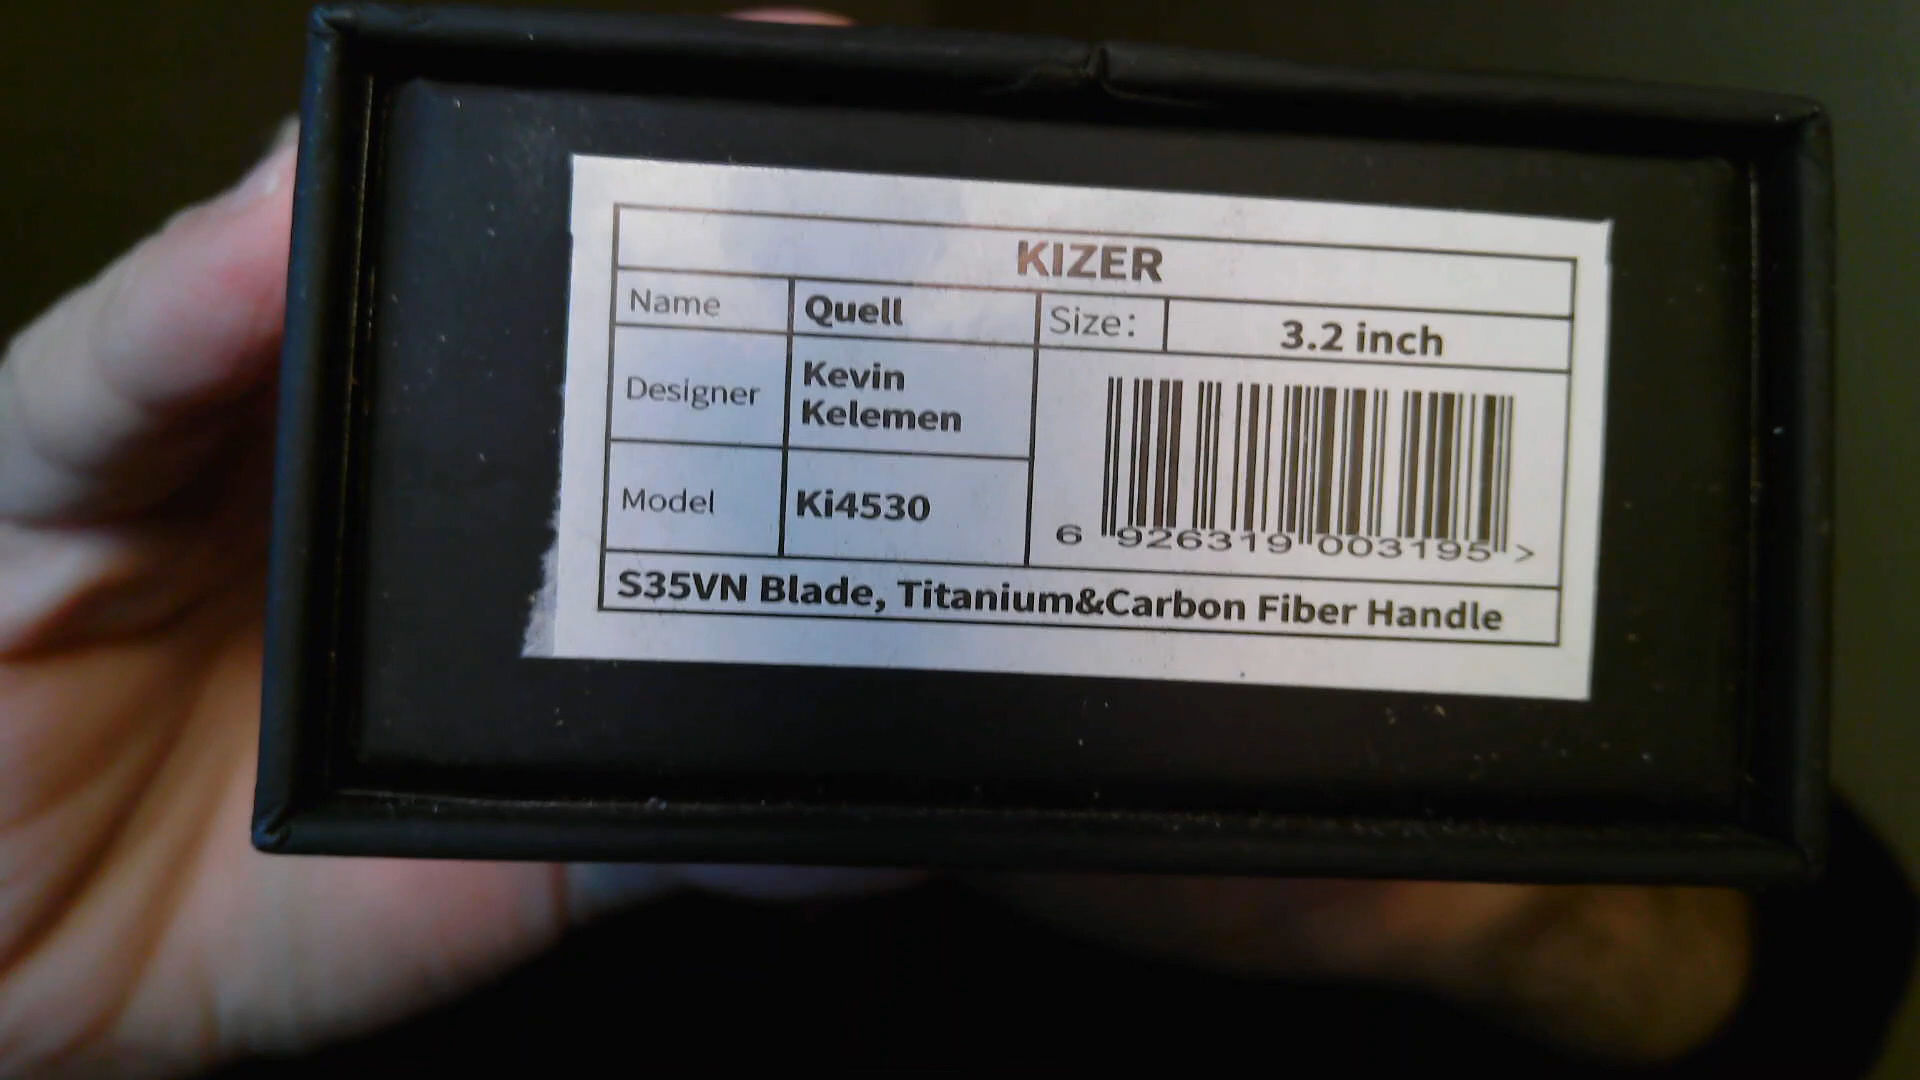 KIZER
Name Quell Size: 3.2 inch
Designer Kevin Kelemen
Model Ki4530
6 926319 003195 >
S35VN Blade, Titanium&Carbon Fiber Handle